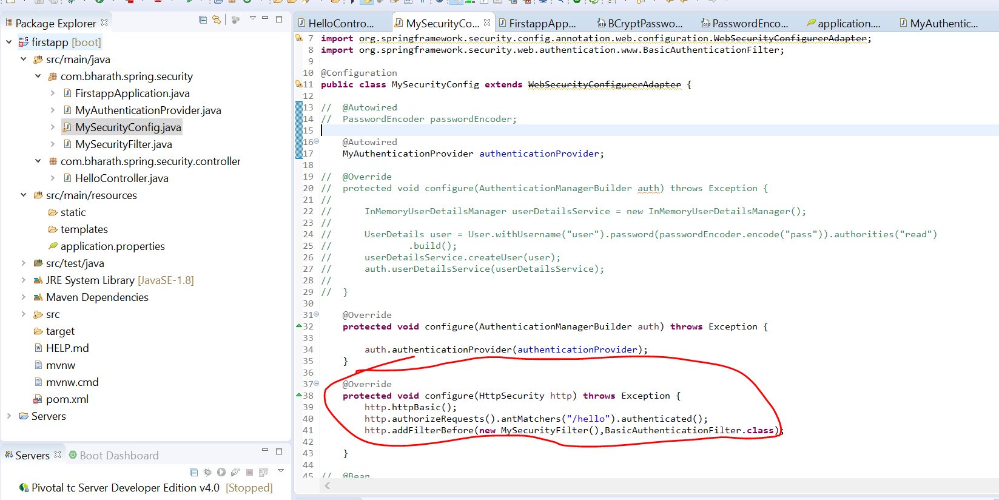 Package Explorer
firstapp [boot]
src/main/java
com.bharath.spring.security
FirstappApplication.java
MyAuthenticationProvider.java
MySecurityConfig.java
MySecurityFilter.java
com.bharath.spring.security.controller
HelloController.java
src/main/resources
static
templates
application.properties
src/test/java
JRE System Library [JavaSE-1.8]
Maven Dependencies
src
target
HELP.md
mvnw
mvnw.cmd
pom.xml
Servers
Servers Boot Dashboard
Pivotal tc Server Developer Edition v4.0 [Stopped]
HelloContro... MySecurityCo... FirstappApp... BCryptPasswo... PasswordEnco... application.... MyAuthentic...
7 import org.springframework.security.config.annotation.web.configuration.WebSecurityConfigurerAdapter;
8 import org.springframework.security.web.authentication.www.BasicAuthenticationFilter;
9
10 @Configuration
11 public class MySecurityConfig extends WebSecurityConfigurerAdapter {
12
13 // @Autowired
14 // PasswordEncoder passwordEncoder;
15
16 @Autowired
17 MyAuthenticationProvider authenticationProvider;
18
19 // @Override
20 // protected void configure(AuthenticationManagerBuilder auth) throws Exception {
21 //
22 // InMemoryUserDetailsManager userDetailsService = new InMemoryUserDetailsManager();
23 //
24 // UserDetails user = User.withUsername("user").password(passwordEncoder.encode("pass")).authorities("read")
25 // .build();
26 // userDetailsService.createUser(user);
27 // auth.userDetailsService(userDetailsService);
28 //
29 // }
30
31 @Override
32 protected void configure(AuthenticationManagerBuilder auth) throws Exception {
33
34 auth.authenticationProvider(authenticationProvider);
35 }
36
37 @Override
38 protected void configure(HttpSecurity http) throws Exception {
39 http.httpBasic();
40 http.authorizeRequests().antMatchers("/hello").authenticated();
41 http.addFilterBefore(new MySecurityFilter(),BasicAuthenticationFilter.class);
42
43 }
44
45 // @Bean